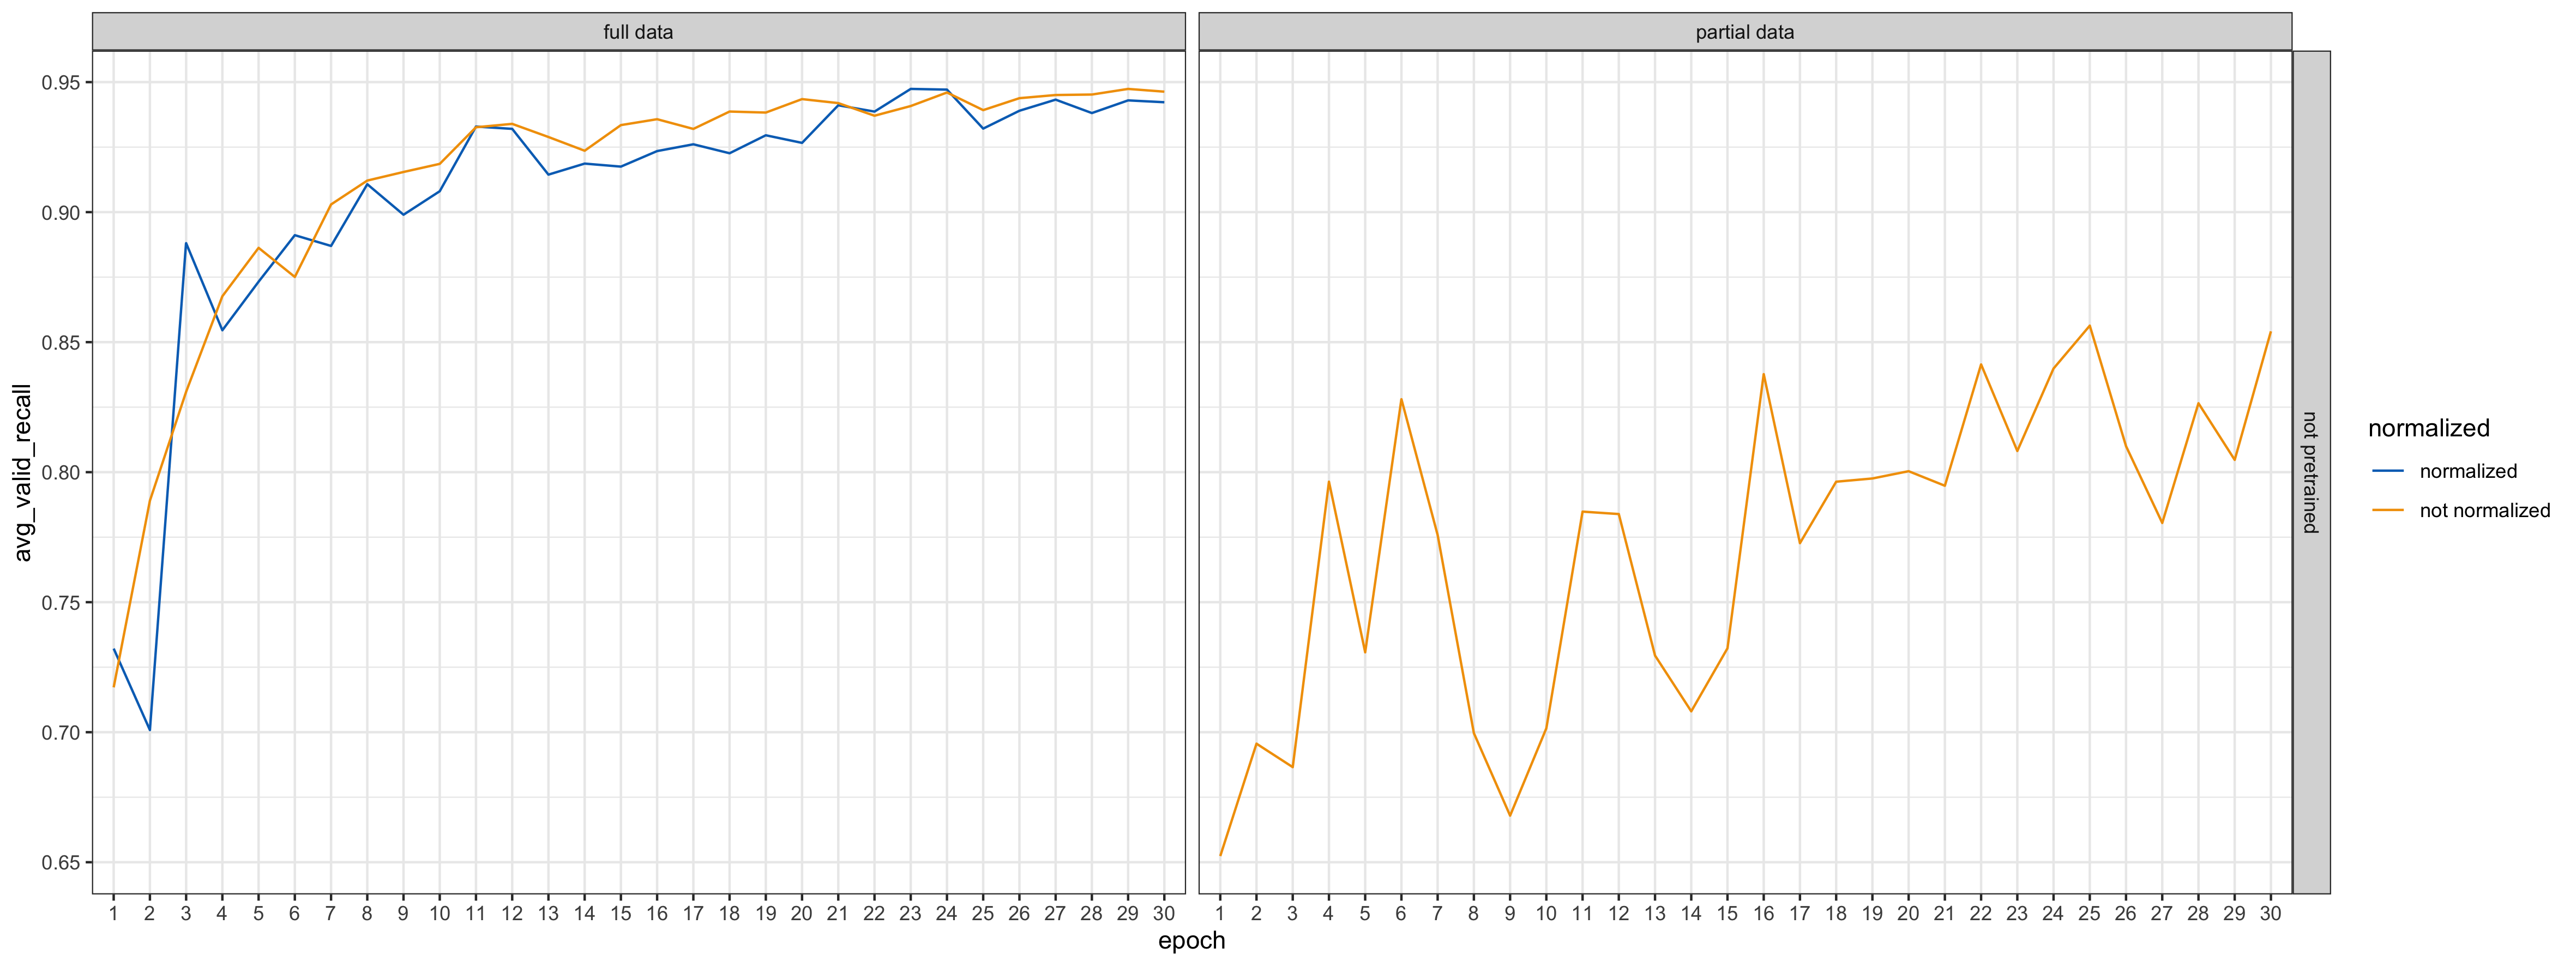 full data
partial data
0.95
0.90
0.85
0.80
0.75
0.70
0.65
avg_valid_recall
not pretrained
normalized
normalized
not normalized
1 2 3 4 5 6 7 8 9 10 11 12 13 14 15 16 17 18 19 20 21 22 23 24 25 26 27 28 29 30
1 2 3 4 5 6 7 8 9 10 11 12 13 14 15 16 17 18 19 20 21 22 23 24 25 26 27 28 29 30
epoch